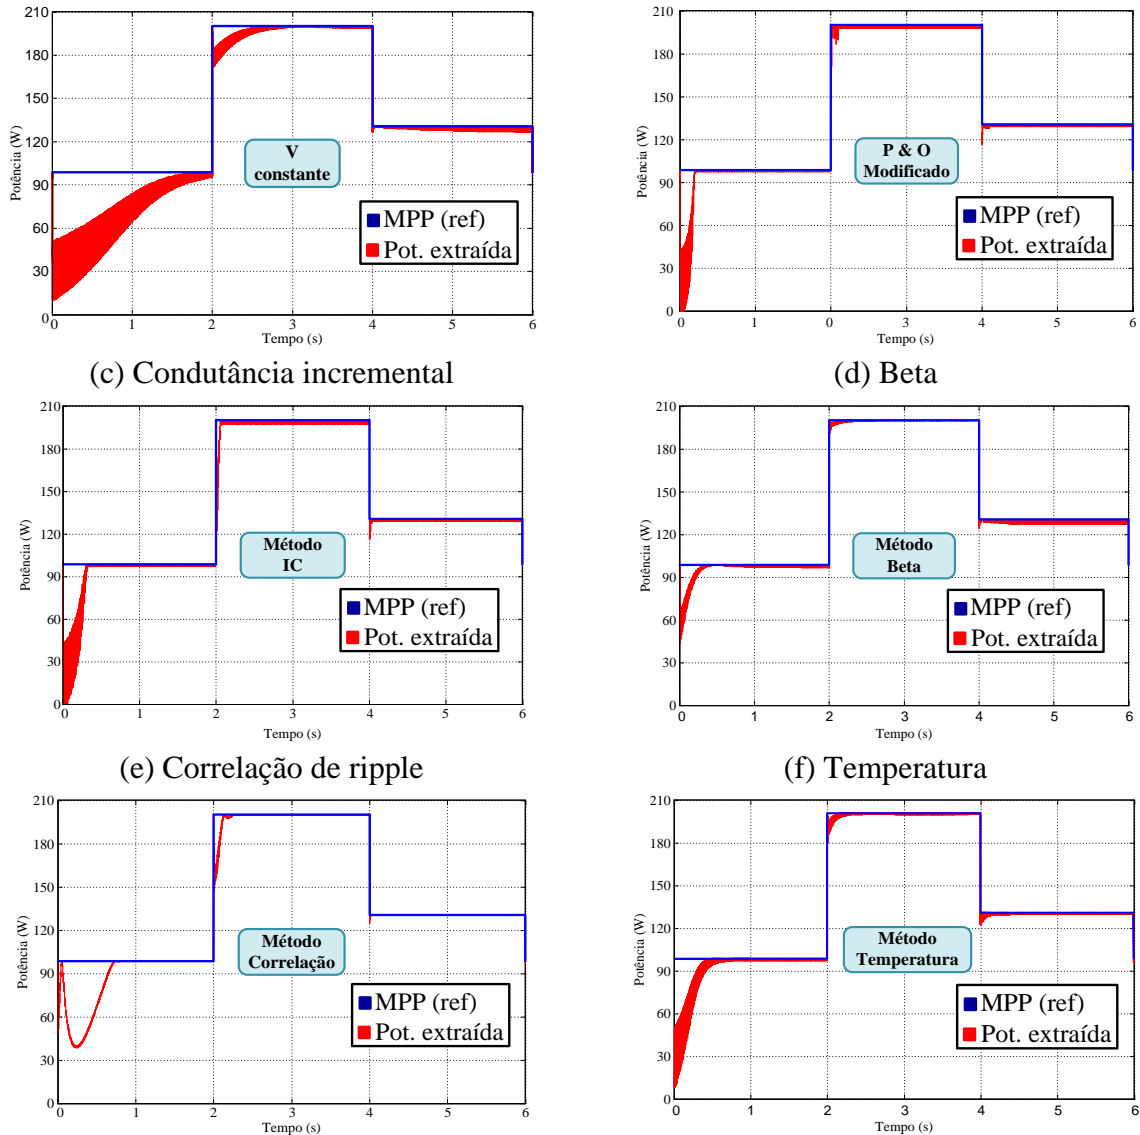 210
180
150
120
90
60
30
0
Potência (W)
V
constante
MPP (ref)
Pot. extraída
0
1
2
3
4
5
6
Tempo (s)
210
180
150
120
90
60
30
0
Potência (W)
P & O
Modificado
MPP (ref)
Pot. extraída
0
1
0
3
4
5
6
Tempo (s)
(c) Condutância incremental
(d) Beta
210
180
150
120
90
60
30
0
Potência (W)
Método
IC
MPP (ref)
Pot. extraída
0
1
2
3
4
5
6
Tempo (s)
210
180
150
120
90
60
30
0
Potência (W)
Método
Beta
MPP (ref)
Pot. extraída
0
1
2
3
4
5
6
Tempo (s)
(e) Correlação de ripple
(f) Temperatura
210
180
150
120
90
60
30
0
Potência (W)
Método
Correlação
MPP (ref)
Pot. extraída
0
1
2
3
4
5
6
Tempo (s)
210
180
150
120
90
60
30
0
Potência (W)
Método
Temperatura
MPP (ref)
Pot. extraída
0
1
2
3
4
5
6
Tempo (s)